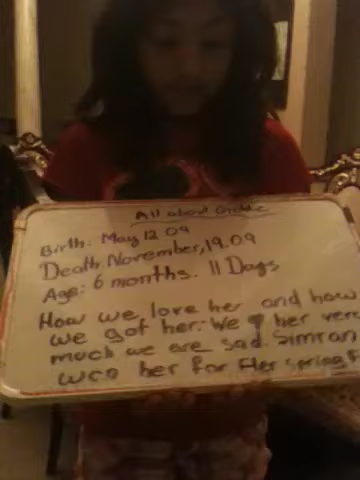 All about
Birth: May 12 09
Death: November, 19.09
Age: 6 months. 11 Days
How we love her and how
we got her: We her very
much we are sad. Simran
her for Her